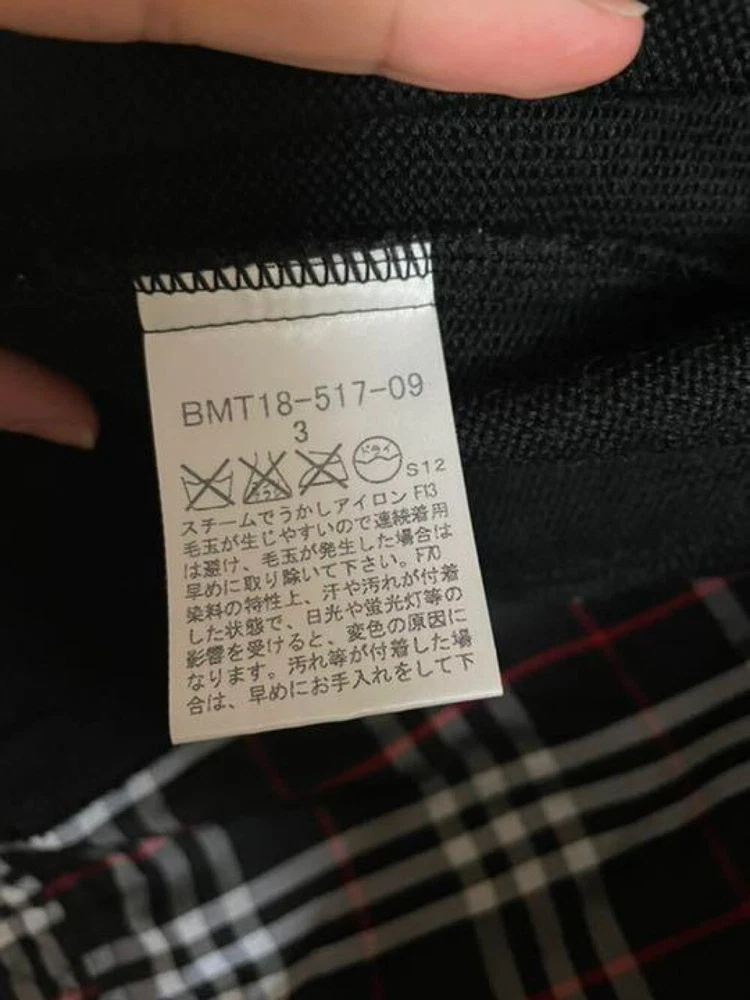 BMT18-517-09
3
ドライ S12
スチームでうかしアイロン F13
毛玉が生じやすいので連続着用
は避け、毛玉が発生した場合は
早めに取り除いて下さい。F70
染料の特性上、汗や汚れが付着
した状態で、日光や蛍光灯等の
影響を受けると、変色の原因に
なります。汚れ等が付着した場
合は、早めにお手入れをして下